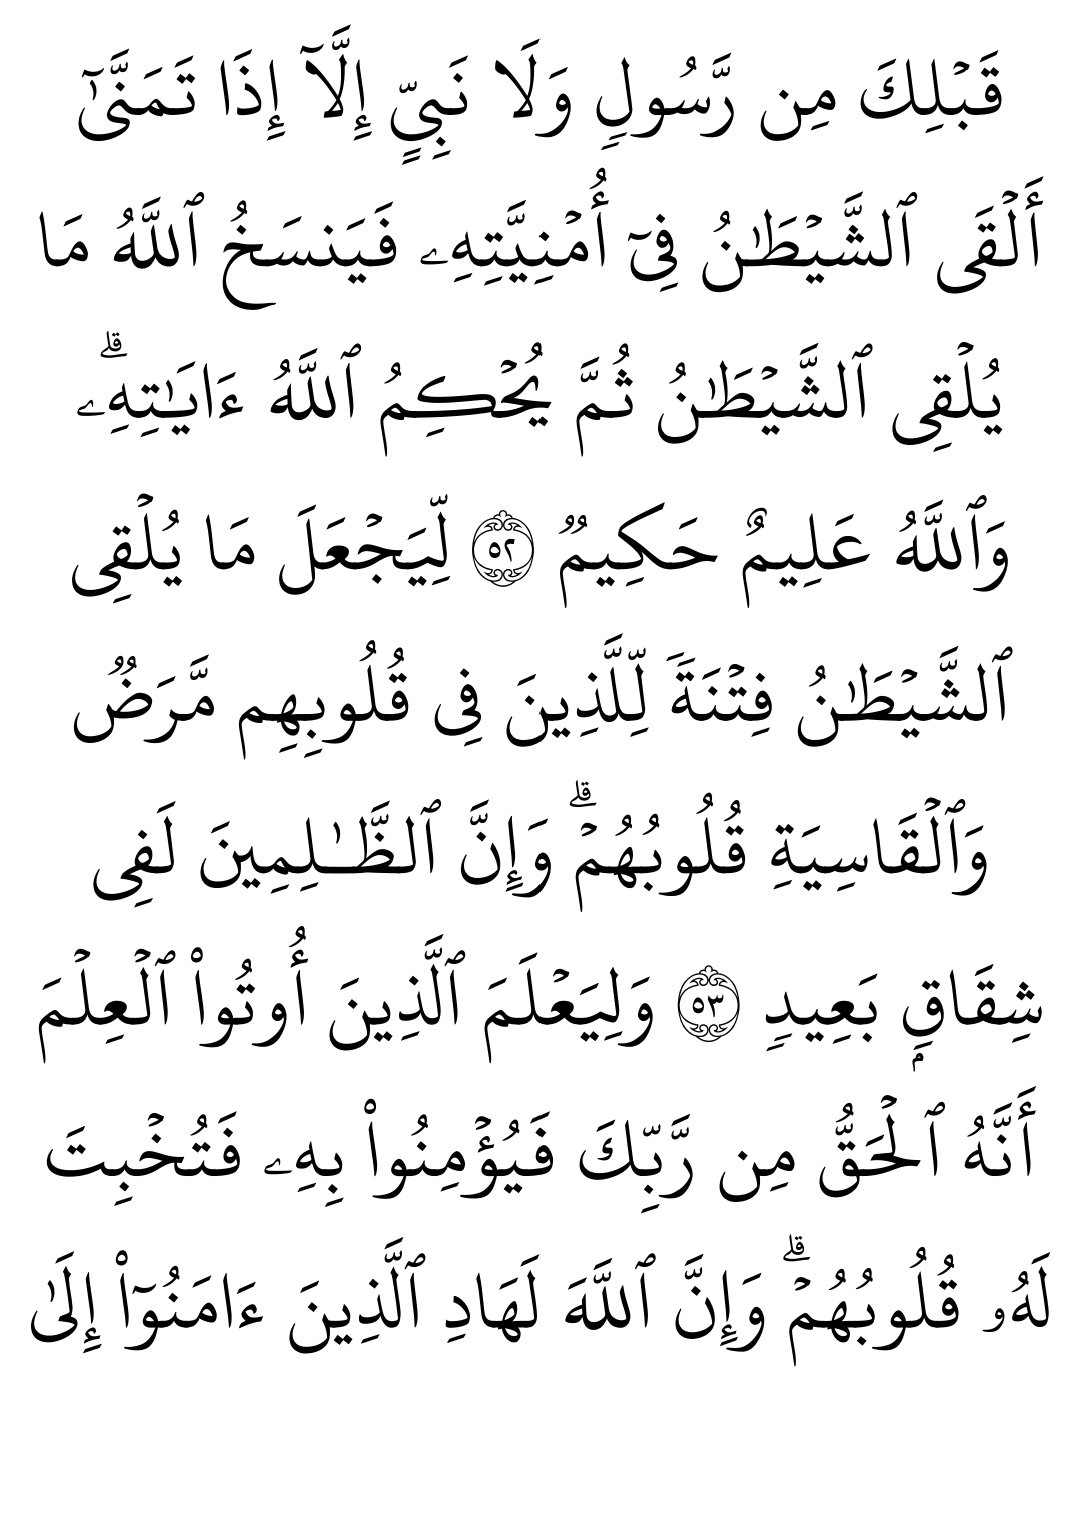 قَبْلِكَ مِن رَّسُولٍ وَلَا نَبِيٍّ إِلَّآ إِذَا تَمَنَّىٰٓ
أَلْقَى ٱلشَّيْطَـٰنُ فِىٓ أُمْنِيَّتِهِۦ فَيَنسَخُ ٱللَّهُ مَا
يُلْقِى ٱلشَّيْطَـٰنُ ثُمَّ يُحْكِمُ ٱللَّهُ ءَايَـٰتِهِۦ ۗ
وَٱللَّهُ عَلِيمٌ حَكِيمٌ ٥٢ لِّيَجْعَلَ مَا يُلْقِى
ٱلشَّيْطَـٰنُ فِتْنَةً لِّلَّذِينَ فِى قُلُوبِهِم مَّرَضٌ
وَٱلْقَاسِيَةِ قُلُوبُهُمْ ۗ وَإِنَّ ٱلظَّـٰلِمِينَ لَفِى
شِقَاقٍۭ بَعِيدٍ ٥٣ وَلِيَعْلَمَ ٱلَّذِينَ أُوتُوا۟ ٱلْعِلْمَ
أَنَّهُ ٱلْحَقُّ مِن رَّبِّكَ فَيُؤْمِنُوا۟ بِهِۦ فَتُخْبِتَ
لَهُۥ قُلُوبُهُمْ ۗ وَإِنَّ ٱللَّهَ لَهَادِ ٱلَّذِينَ ءَامَنُوٓا۟ إِلَىٰ